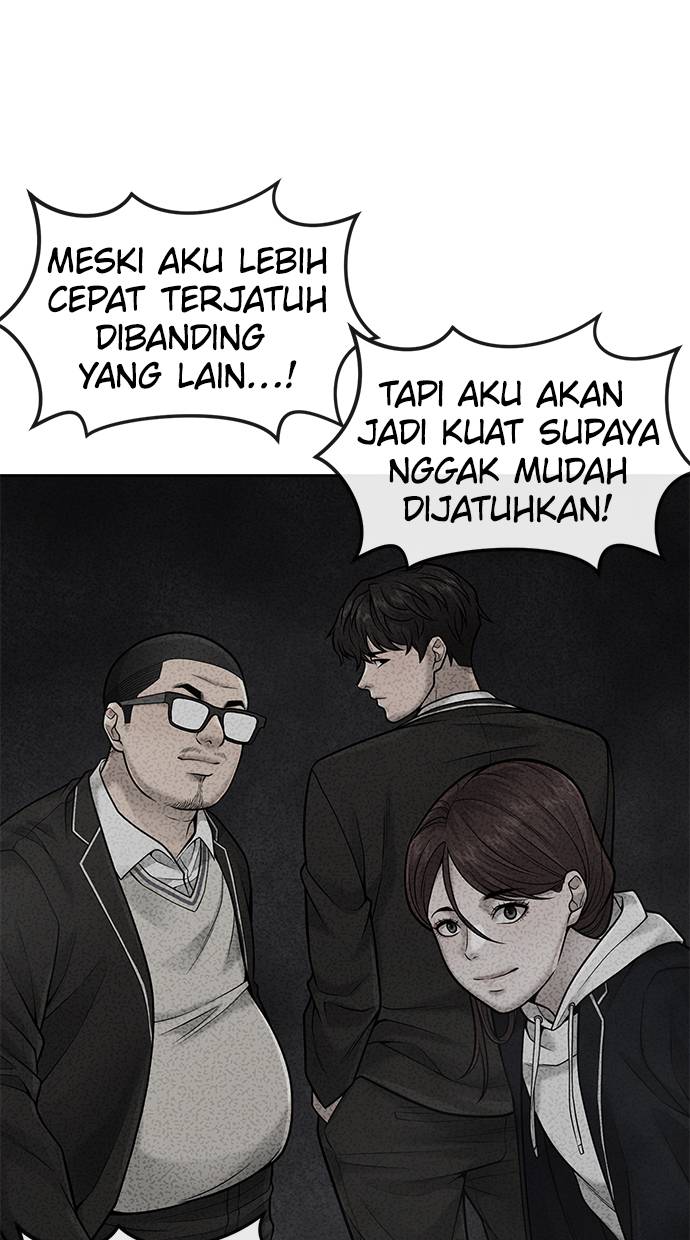 MESKI AKU LEBIH
CEPAT TERJATUH
DIBANDING
YANG LAIN...!
TAPI AKU AKAN
JADI KUAT SUPAYA
NGGAK MUDAH
DIJATUHKAN!